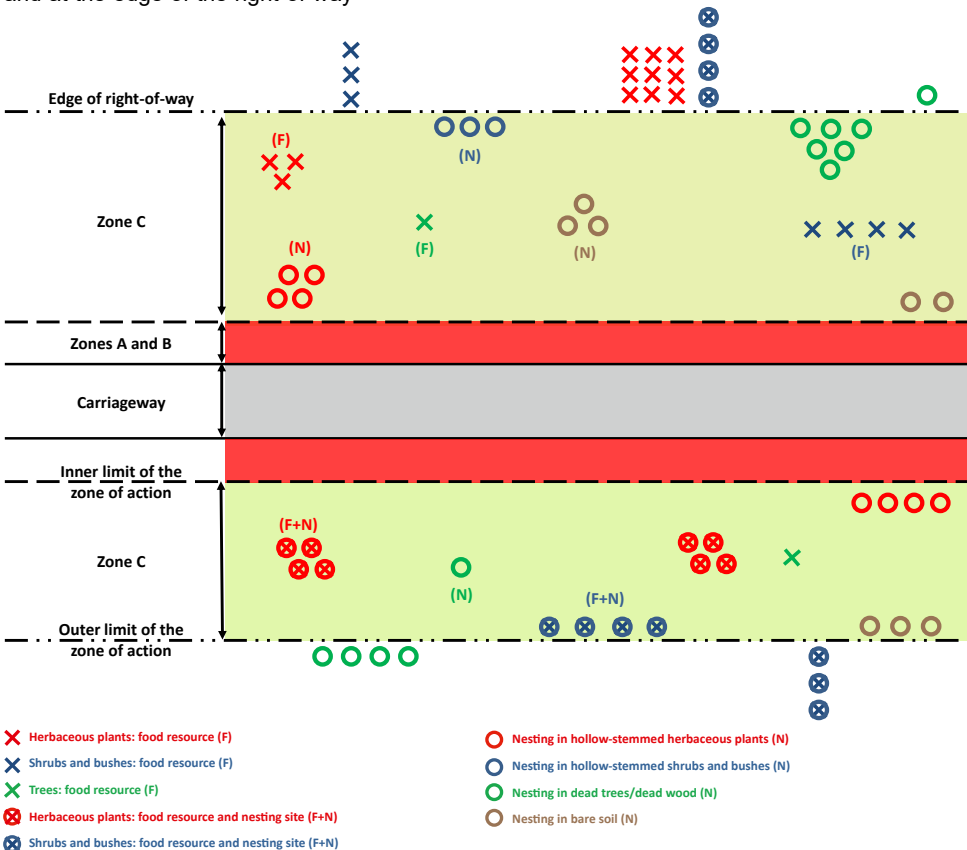 and at the edge of the right-of-way
Edge of right-of-way
(F)
(N)
Zone C
(N)
(F)
(N)
(F)
Zones A and B
Carriageway
Inner limit of the
zone of action
(F+N)
Zone C
(N)
(F+N)
Outer limit of the
zone of action
Herbaceous plants: food resource (F)
Shrubs and bushes: food resource (F)
Trees: food resource (F)
Herbaceous plants: food resource and nesting site (F+N)
Shrubs and bushes: food resource and nesting site (F+N)
Nesting in hollow-stemmed herbaceous plants (N)
Nesting in hollow-stemmed shrubs and bushes (N)
Nesting in dead trees/dead wood (N)
Nesting in bare soil (N)